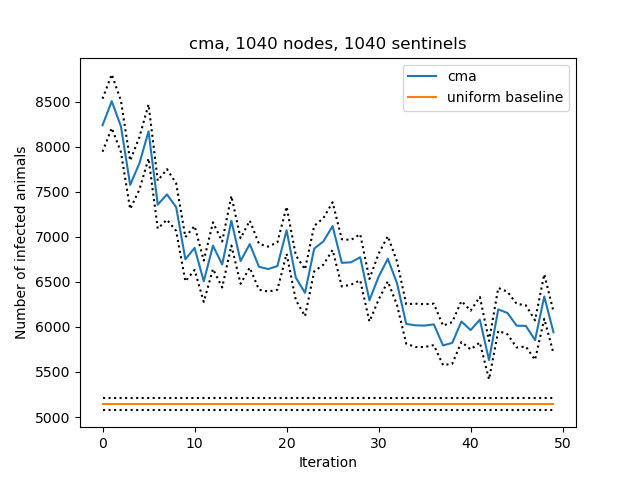 cma, 1040 nodes, 1040 sentinels
cma
uniform baseline
Number of infected animals
8500
8000
7500
7000
6500
6000
5500
5000
0 10 20 30 40 50
Iteration